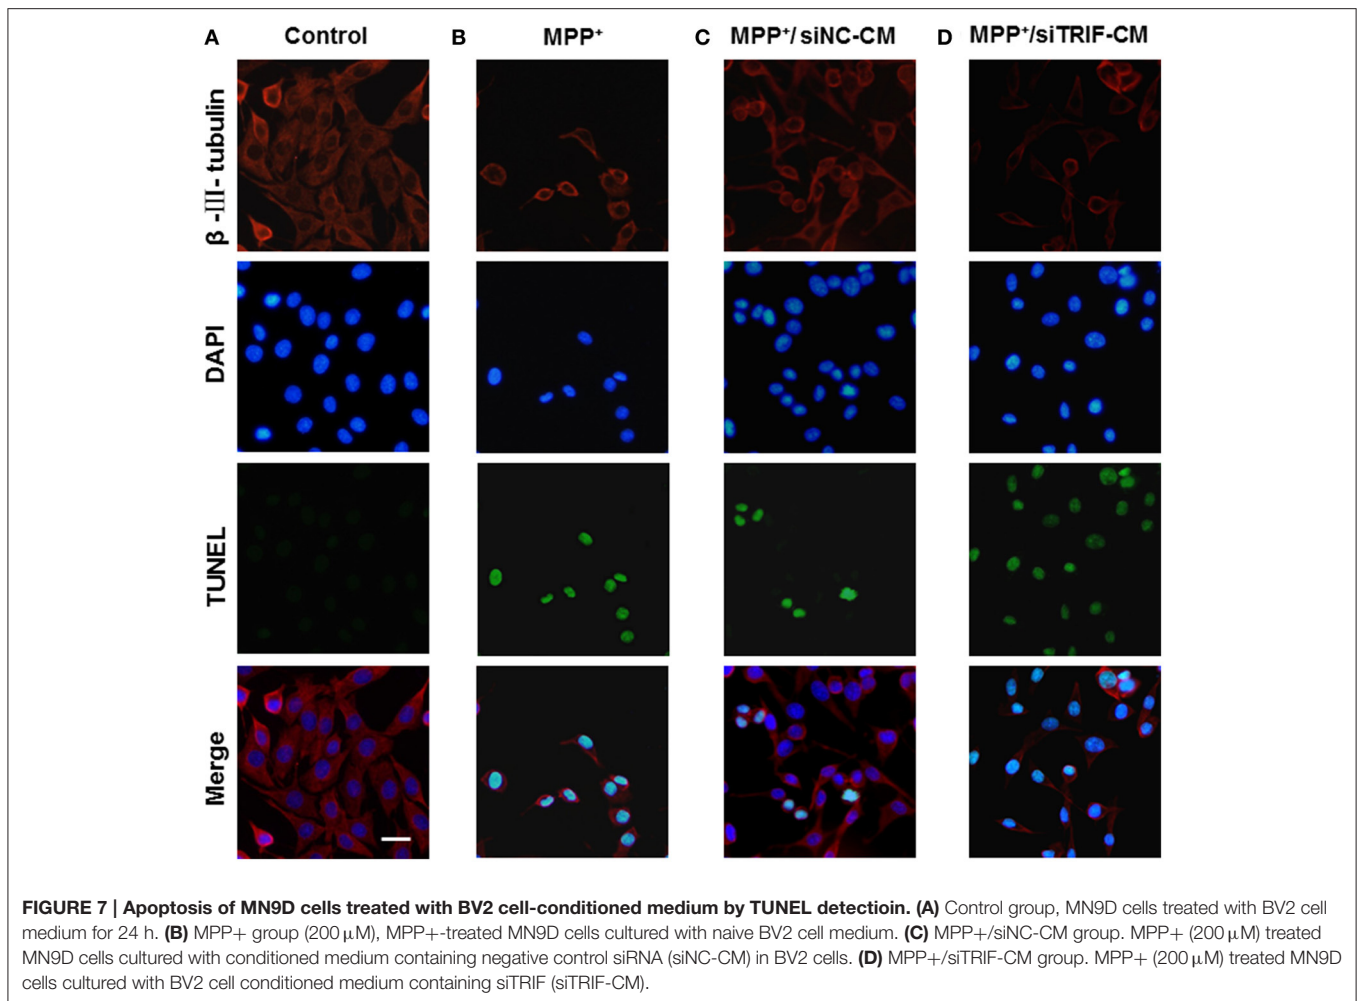 A Control B MPP⁺ C MPP⁺/ siNC-CM D MPP⁺/siTRIF-CM
β -III- tubulin
DAPI
TUNEL
Merge
FIGURE 7 | Apoptosis of MN9D cells treated with BV2 cell-conditioned medium by TUNEL detectioin. (A) Control group, MN9D cells treated with BV2 cell
medium for 24 h. (B) MPP+ group (200 μM), MPP+-treated MN9D cells cultured with naive BV2 cell medium. (C) MPP+/siNC-CM group. MPP+ (200 μM) treated
MN9D cells cultured with conditioned medium containing negative control siRNA (siNC-CM) in BV2 cells. (D) MPP+/siTRIF-CM group. MPP+ (200 μM) treated MN9D
cells cultured with BV2 cell conditioned medium containing siTRIF (siTRIF-CM).